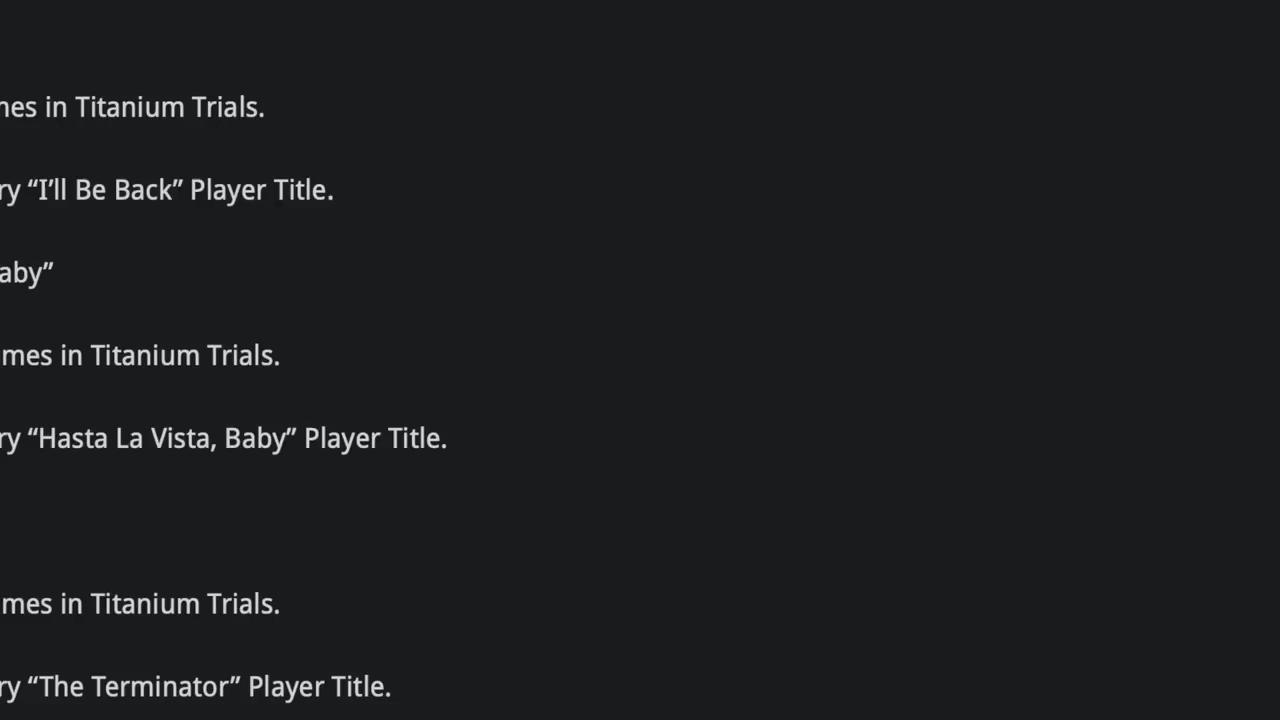 mes in Titanium Trials.
ry “I’ll Be Back” Player Title.
aby”
mes in Titanium Trials.
ry “Hasta La Vista, Baby” Player Title.
mes in Titanium Trials.
ry “The Terminator” Player Title.